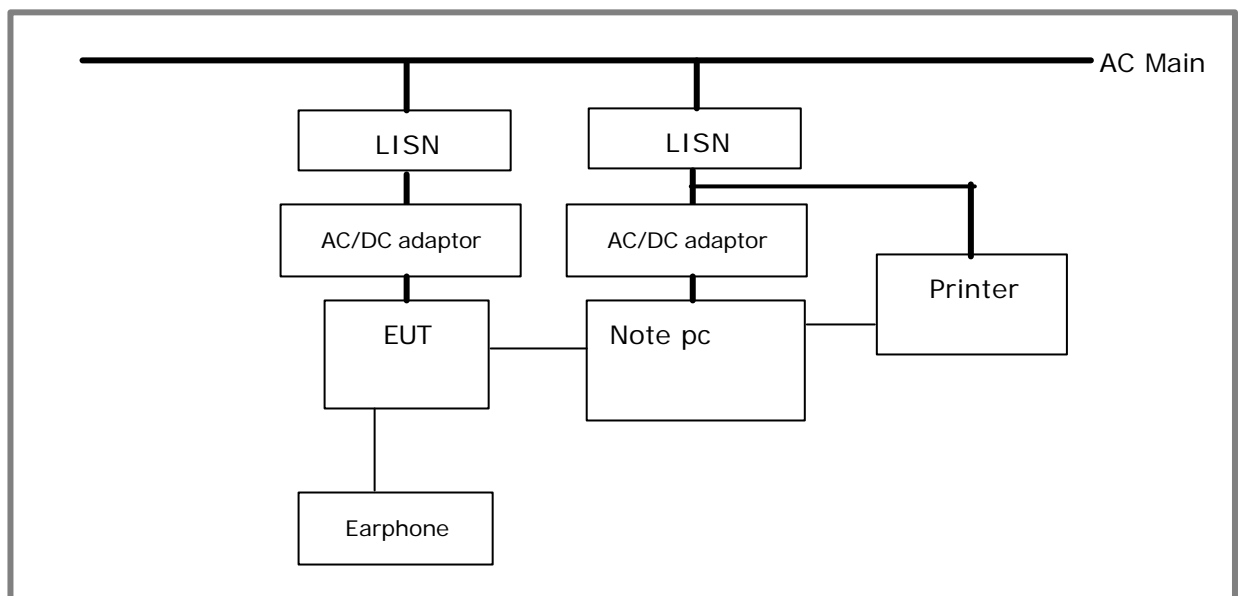 AC Main
LISN
LISN
AC/DC adaptor
AC/DC adaptor
Printer
EUT
Note pc
Earphone